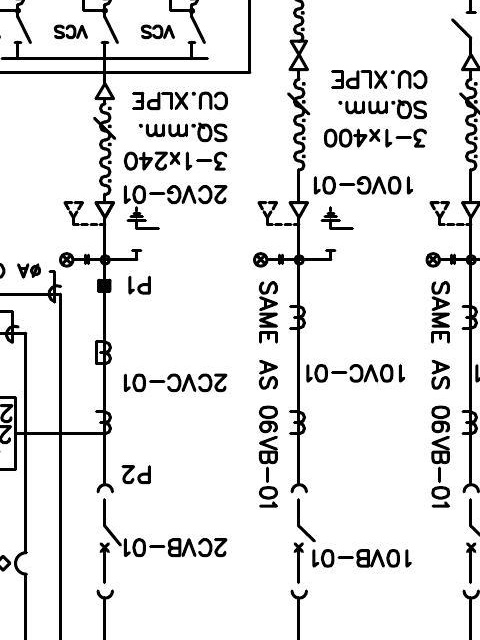 10VB-01
2CVB-01
P2
SAME AS 06VB-01
SAME AS 06VB-01
10VC-01
2CVC-01
P1
øA
10VG-01
3-1x400
SQ.mm.
CU.XLPE
2CVG-01
3-1x240
SQ.mm.
CU.XLPE
VCS
VCS